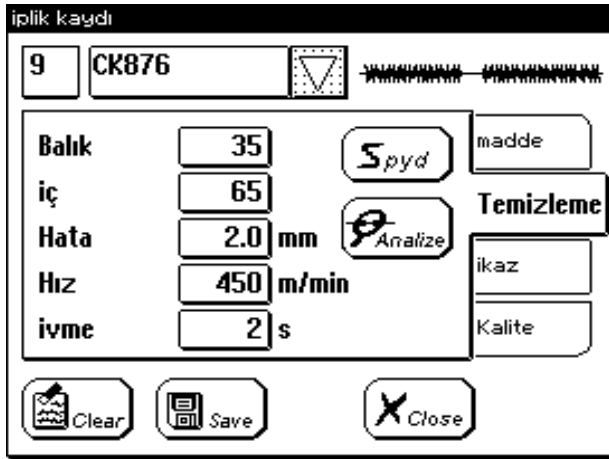 iplik kaydı
9 CK876
Balık 35
iç 65
Hata 2.0 mm
Hız 450 m/min
ivme 2 s
Spyd
Analize
madde
Temizleme
ikaz
Kalite
Clear Save Close